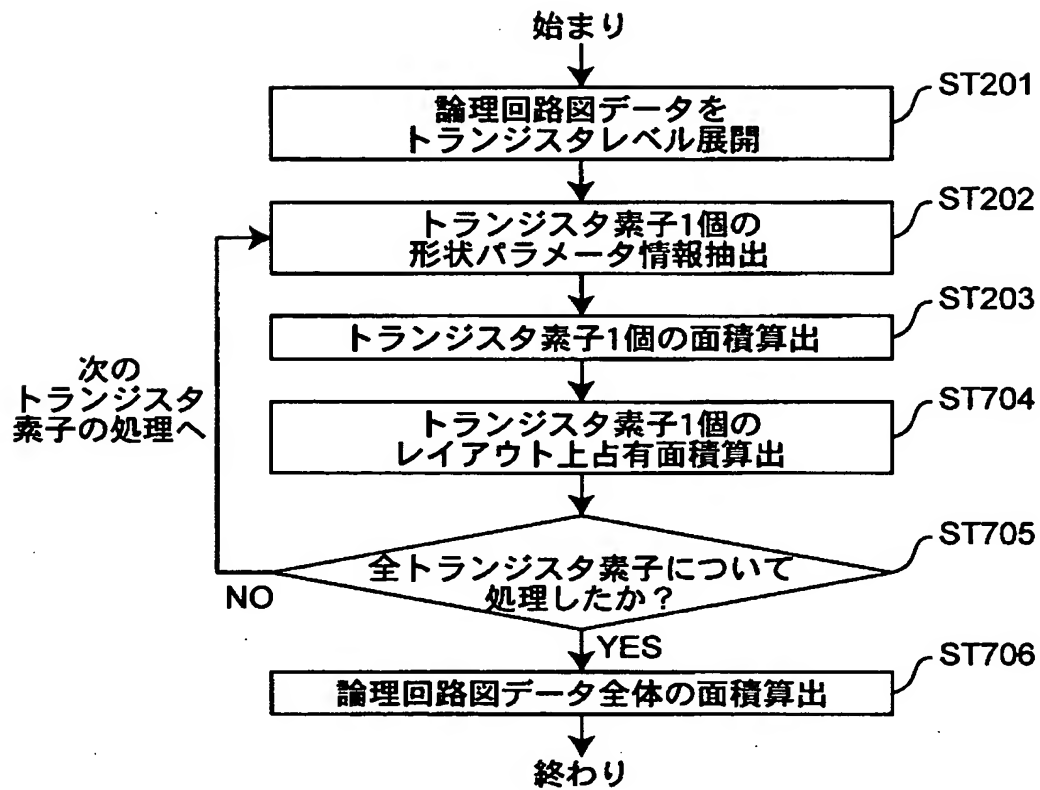 始まり
ST201
論理回路図データを
トランジスタレベル展開
ST202
トランジスタ素子1個の
形状パラメータ情報抽出
ST203
トランジスタ素子1個の面積算出
次の
トランジスタ
素子の処理へ
ST704
トランジスタ素子1個の
レイアウト上占有面積算出
ST705
全トランジスタ素子について
処理したか？
NO
YES
ST706
論理回路図データ全体の面積算出
終わり